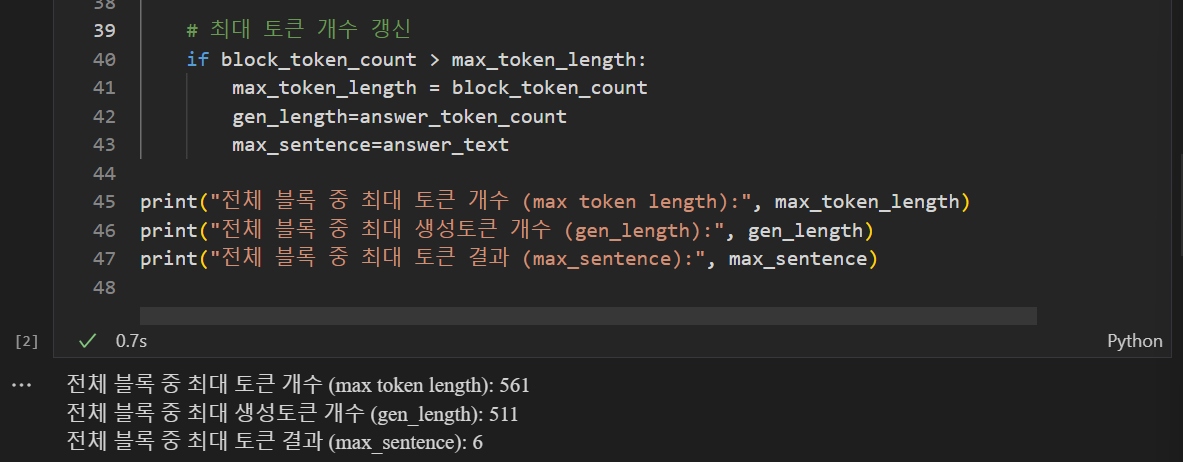 38
39 # 최대 토큰 개수 갱신
40 if block_token_count > max_token_length:
41 max_token_length = block_token_count
42 gen_length=answer_token_count
43 max_sentence=answer_text
44
45 print("전체 블록 중 최대 토큰 개수 (max token length):", max_token_length)
46 print("전체 블록 중 최대 생성토큰 개수 (gen_length):", gen_length)
47 print("전체 블록 중 최대 토큰 결과 (max_sentence):", max_sentence)
48
[2] ✓ 0.7s Python
... 전체 블록 중 최대 토큰 개수 (max token length): 561
전체 블록 중 최대 생성토큰 개수 (gen_length): 511
전체 블록 중 최대 토큰 결과 (max_sentence): 6